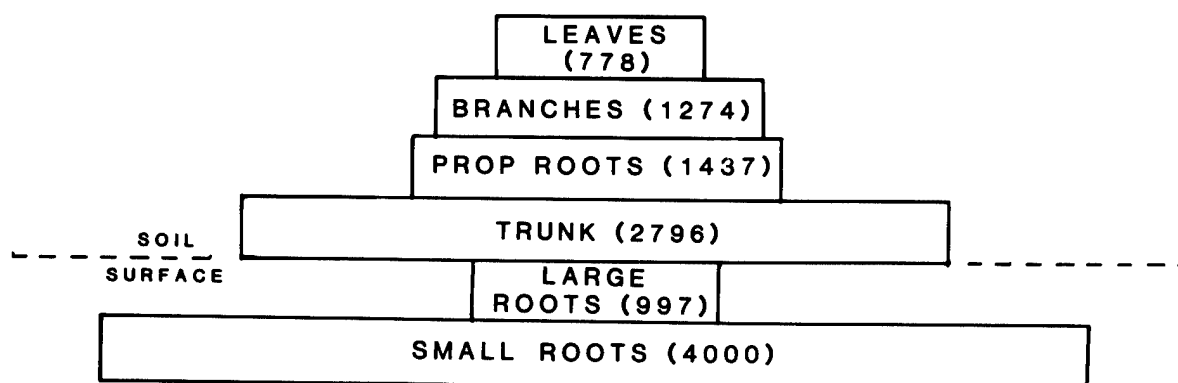 LEAVES
(778)
BRANCHES (1274)
PROP ROOTS (1437)
TRUNK (2796)
SOIL
SURFACE
LARGE
ROOTS (997)
SMALL ROOTS (4000)